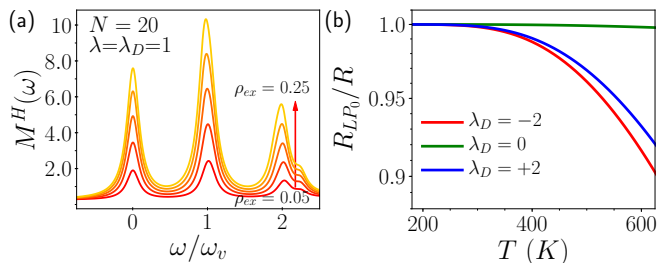 (a)
N = 20
λ=λ_D=1
M^H(ω)
10
8.0
6.0
4.0
2.0
ρ_ex = 0.25
ρ_ex = 0.05
0 1 2
ω/ω_v
(b)
R_{LP_0}/R
1.0
0.95
0.9
λ_D = −2
λ_D = 0
λ_D = +2
200 400 600
T (K)